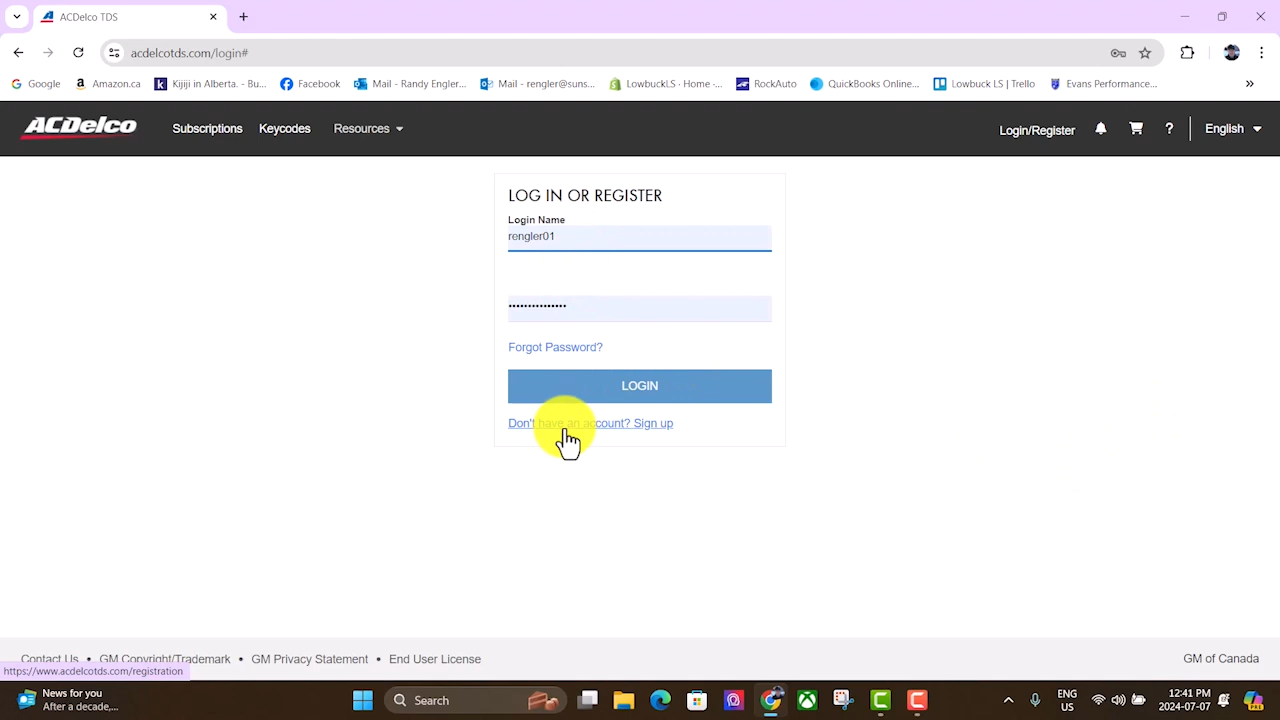 ACDelco TDS
acdelcotds.com/login#
Google
Amazon.ca
Kijiji in Alberta - Bu...
Facebook
Mail - Randy Engler...
Mail - rengler@suns...
LowbuckLS · Home ·...
RockAuto
QuickBooks Online...
Lowbuck LS | Trello
Evans Performance...
»
ACDelco
Subscriptions
Keycodes
Resources
Login/Register
?
English
LOG IN OR REGISTER
Login Name
rengler01
•••••••••••••••
Forgot Password?
LOGIN
Don't have an account? Sign up
Contact Us • GM Copyright/Trademark • GM Privacy Statement • End User License
GM of Canada
https://www.acdelcotds.com/registration
News for you
After a decade,...
Search
ENG
US
12:41 PM
2024-07-07